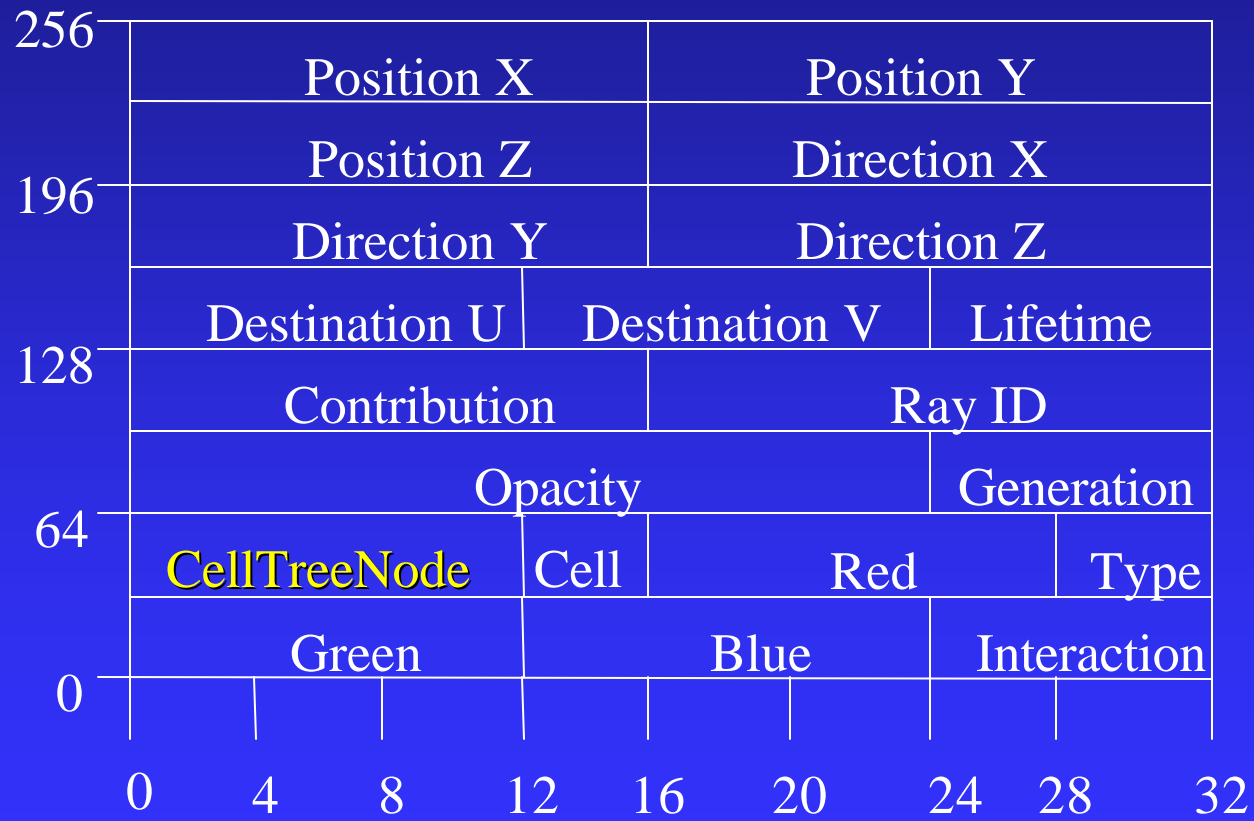 256
Position X Position Y
Position Z Direction X
196
Direction Y Direction Z
Destination U Destination V Lifetime
128
Contribution Ray ID
Opacity Generation
64
CellTreeNode Cell Red Type
Green Blue Interaction
0
0 4 8 12 16 20 24 28 32